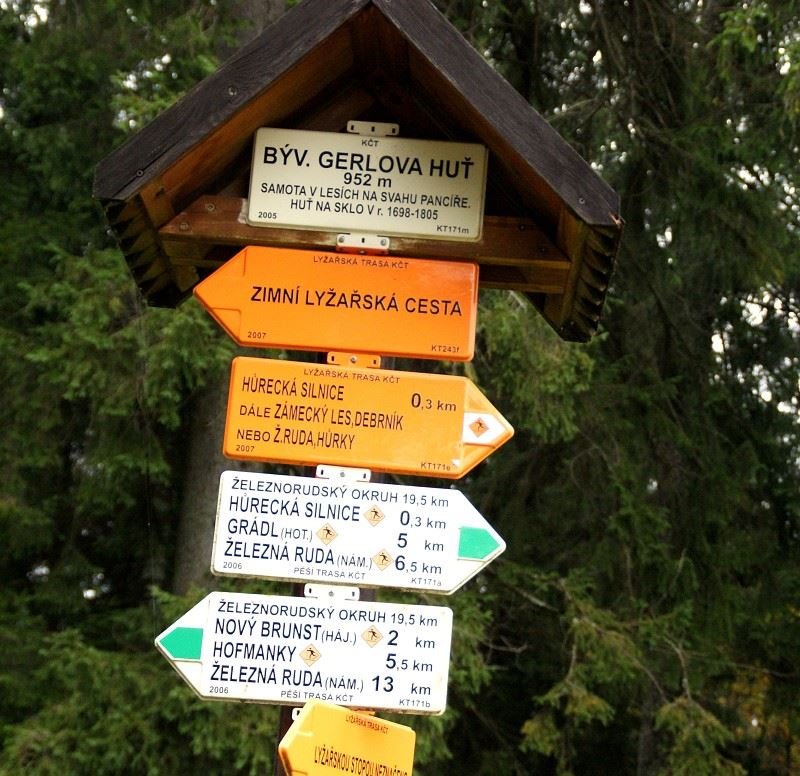 KČT
BÝV. GERLOVA HUŤ
952 m
SAMOTA V LESÍCH NA SVAHU PANCÍŘE.
HUŤ NA SKLO V r. 1698-1805
2005 KT171m
LYŽAŘSKÁ TRASA KČT
ZIMNÍ LYŽAŘSKÁ CESTA
2007 KT243f
LYŽAŘSKÁ TRASA KČT
HŮRECKÁ SILNICE 0,3 km
DÁLE ZÁMECKÝ LES,DEBRNÍK
NEBO Ž.RUDA,HŮRKY
2007 KT171e
ŽELEZNORUDSKÝ OKRUH 19,5 km
HŮRECKÁ SILNICE 0,3 km
GRÁDL (HOT.) 5 km
ŽELEZNÁ RUDA (NÁM.) 6,5 km
2006 PĚŠÍ TRASA KČT KT171a
ŽELEZNORUDSKÝ OKRUH 19,5 km
NOVÝ BRUNST (HÁJ.) 2 km
HOFMANKY 5,5 km
ŽELEZNÁ RUDA (NÁM.) 13 km
2006 PĚŠÍ TRASA KČT KT171b
LYŽAŘSKÁ TRASA KČT
LYŽAŘSKOU STOPOU NEZNAČENO